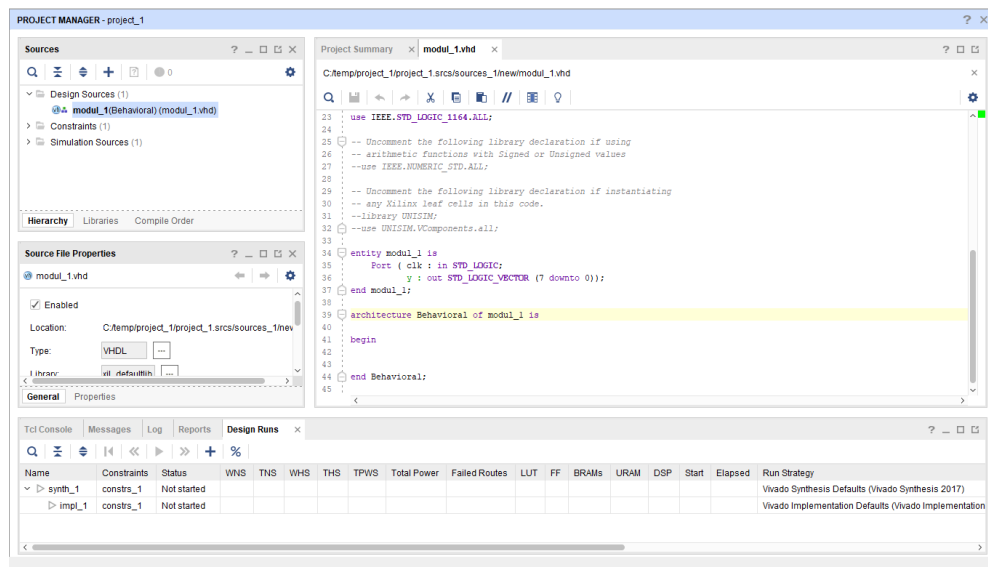 PROJECT MANAGER - project_1
Sources
0
Design Sources (1)
modul_1(Behavioral) (modul_1.vhd)
Constraints (1)
Simulation Sources (1)
Hierarchy Libraries Compile Order
Source File Properties
modul_1.vhd
Enabled
Location: C:/temp/project_1/project_1.srcs/sources_1/new
Type: VHDL
Library: xil_defaultlib
General Properties
Project Summary modul_1.vhd
C:/temp/project_1/project_1.srcs/sources_1/new/modul_1.vhd
23 use IEEE.STD_LOGIC_1164.ALL;
24
25 -- Uncomment the following library declaration if using
26 -- arithmetic functions with Signed or Unsigned values
27 --use IEEE.NUMERIC_STD.ALL;
28
29 -- Uncomment the following library declaration if instantiating
30 -- any Xilinx leaf cells in this code.
31 --library UNISIM;
32 --use UNISIM.VComponents.all;
33
34 entity modul_1 is
35 Port ( clk : in STD_LOGIC;
36 y : out STD_LOGIC_VECTOR (7 downto 0));
37 end modul_1;
38
39 architecture Behavioral of modul_1 is
40
41 begin
42
43
44 end Behavioral;
45
Tcl Console Messages Log Reports Design Runs
Name Constraints Status WNS TNS WHS THS TPWS Total Power Failed Routes LUT FF BRAMs URAM DSP Start Elapsed Run Strategy
synth_1 constrs_1 Not started Vivado Synthesis Defaults (Vivado Synthesis 2017)
impl_1 constrs_1 Not started Vivado Implementation Defaults (Vivado Implementation